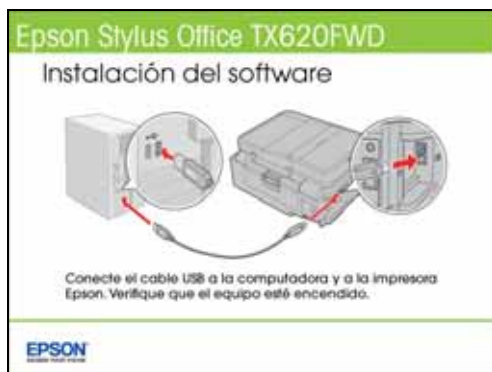 Epson Stylus Office TX620FWD
Instalación del software
Conecte el cable USB a la computadora y a la impresora
Epson. Verifique que el equipo esté encendido.
EPSON